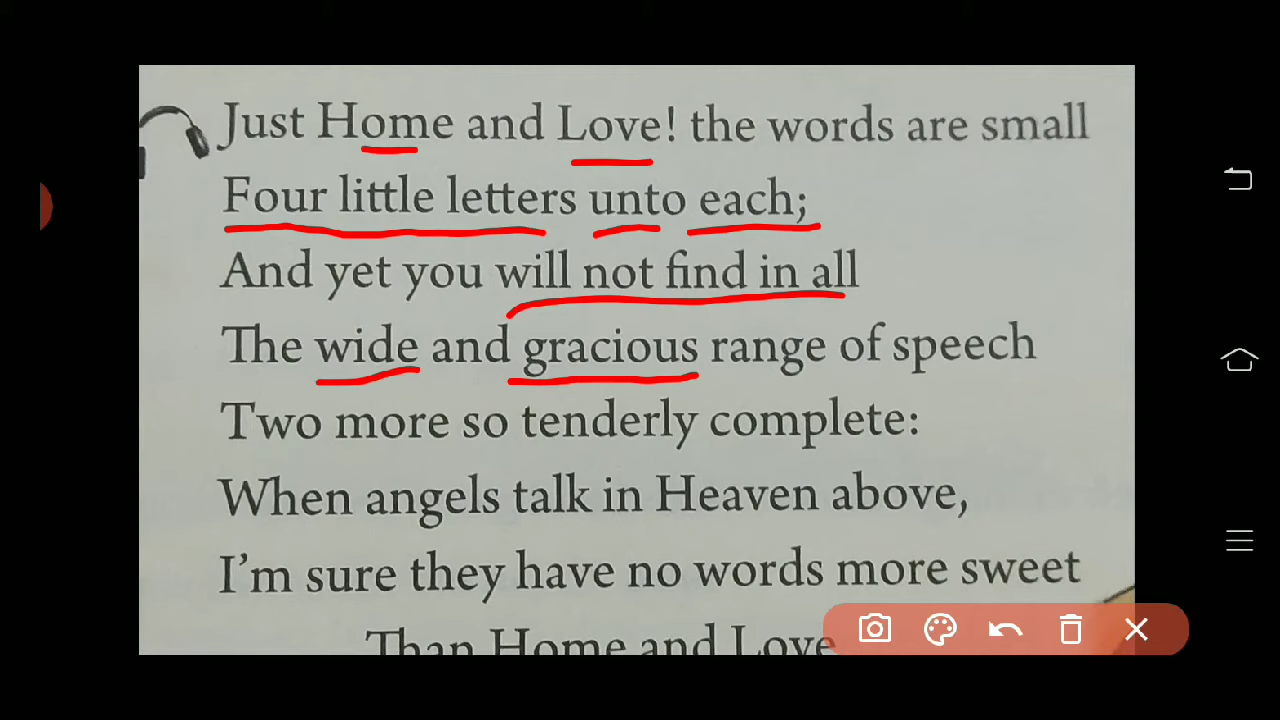 Just Home and Love! the words are small
Four little letters unto each;
And yet you will not find in all
The wide and gracious range of speech
Two more so tenderly complete:
When angels talk in Heaven above,
I'm sure they have no words more sweet
Than Home and Love